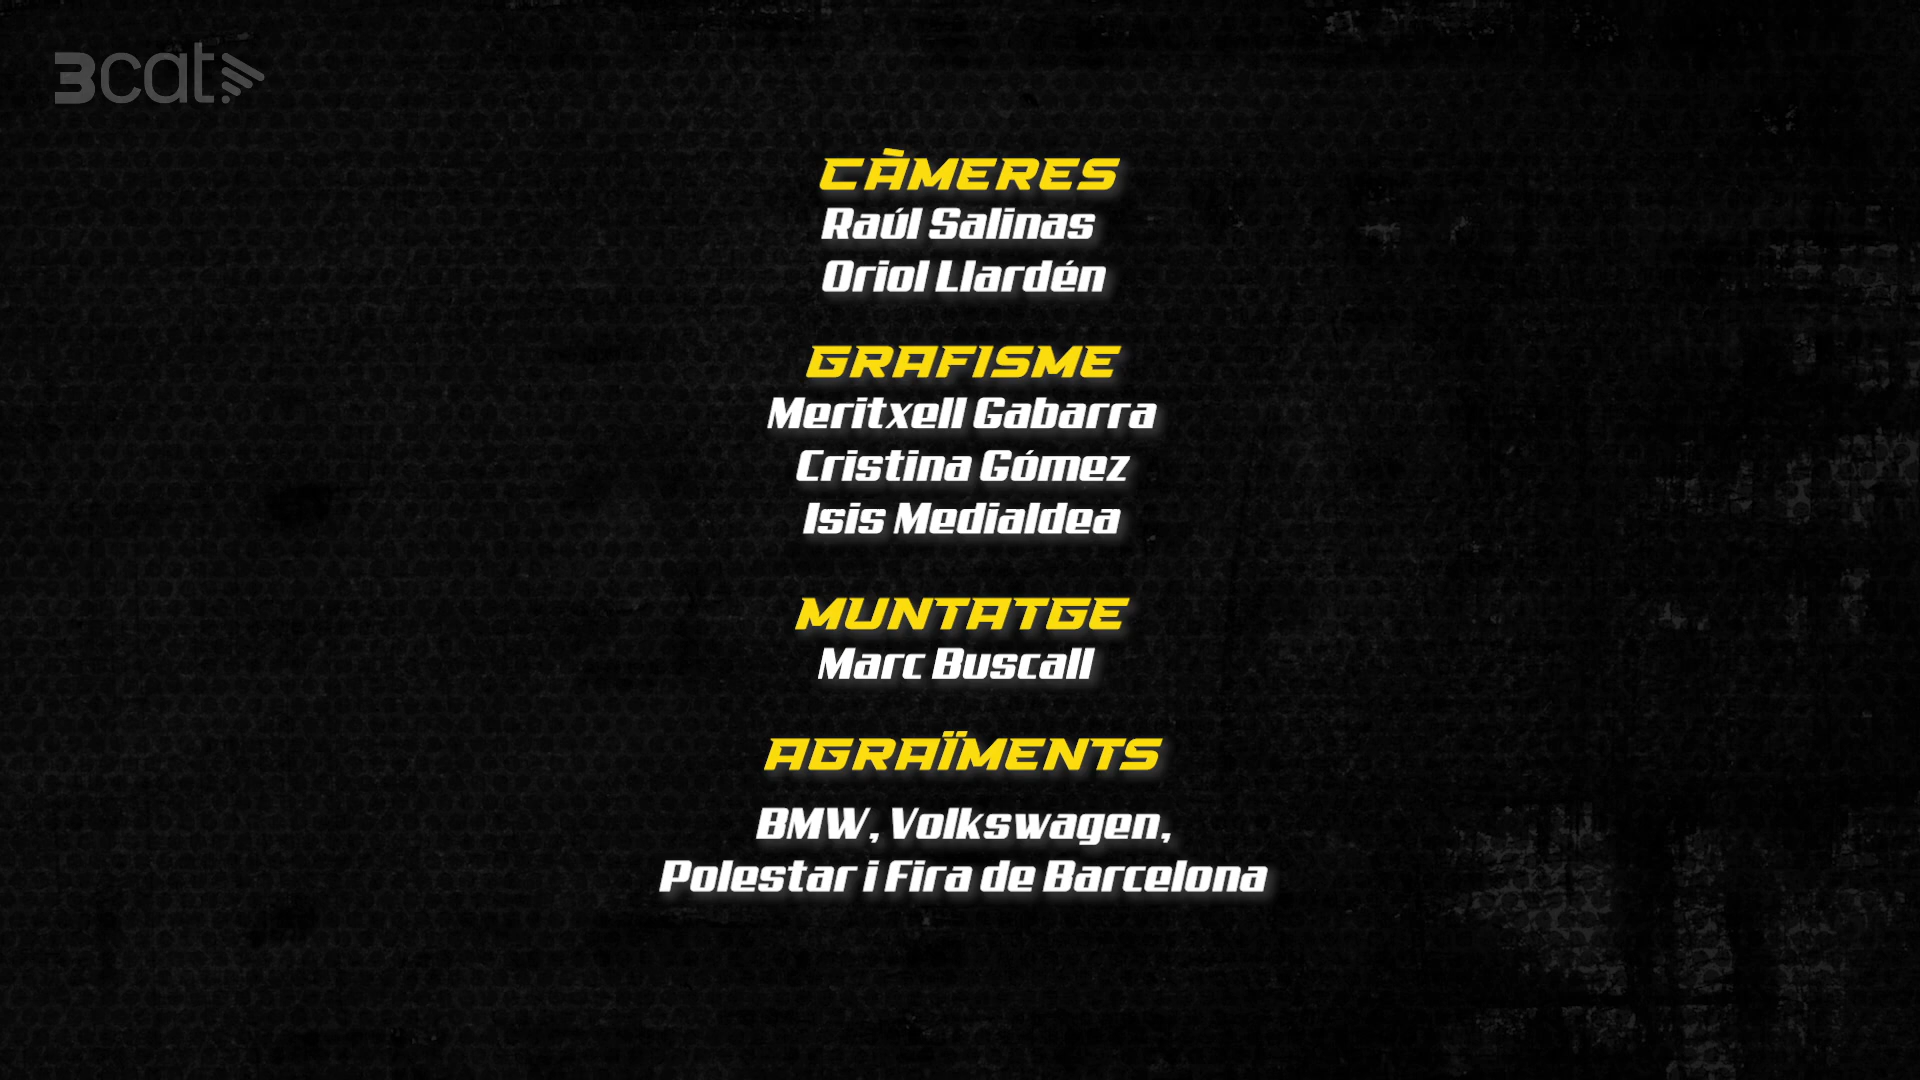 3cat
CÀMERES
Raúl Salinas
Oriol Llardén
GRAFISME
Meritxell Gabarra
Cristina Gómez
Isis Medialdea
MUNTATGE
Marc Buscall
AGRAÏMENTS
BMW, Volkswagen,
Polestar i Fira de Barcelona